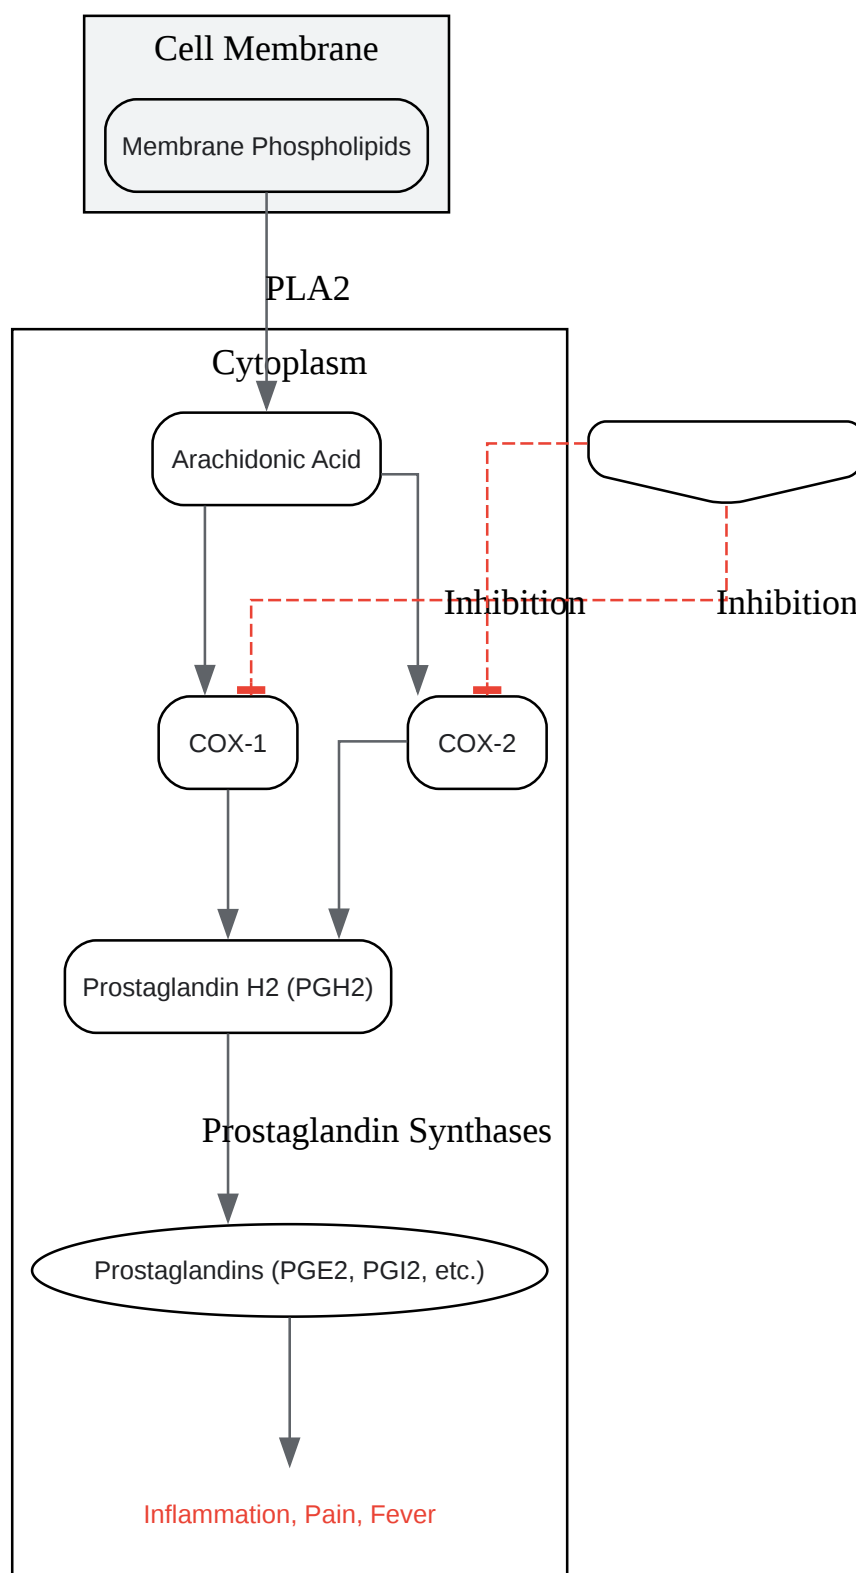 Cell Membrane
Membrane Phospholipids
PLA2
Cytoplasm
Arachidonic Acid
Inhibition
Inhibition
COX-1
COX-2
Prostaglandin H2 (PGH2)
Prostaglandin Synthases
Prostaglandins (PGE2, PGI2, etc.)
Inflammation, Pain, Fever